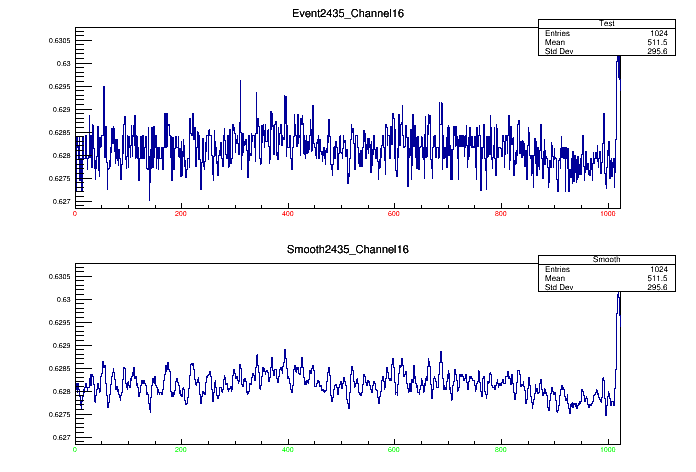 Event2435_Channel16
Test
Entries 1024
Mean 511.5
Std Dev 295.6
0.6305
0.63
0.6295
0.629
0.6285
0.628
0.6275
0.627
0 200 400 600 800 1000
Smooth2435_Channel16
Smooth
Entries 1024
Mean 511.5
Std Dev 295.6
0.6305
0.63
0.6295
0.629
0.6285
0.628
0.6275
0.627
0 200 400 600 800 1000